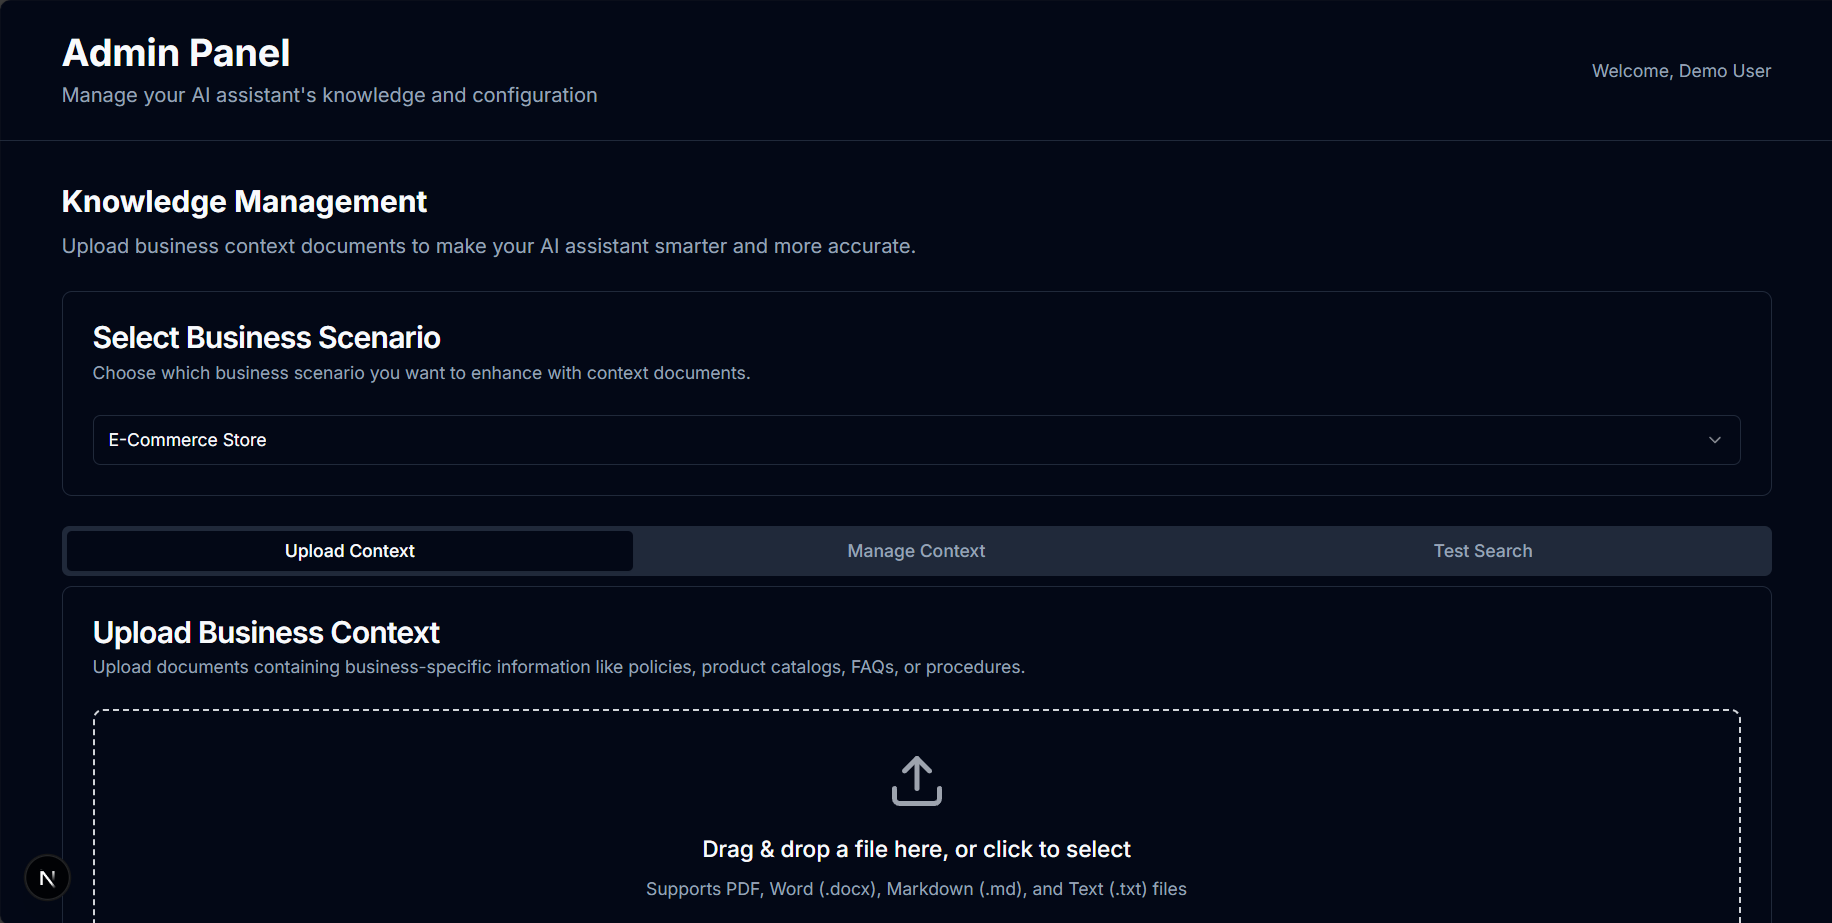 Admin Panel
Manage your AI assistant's knowledge and configuration
Welcome, Demo User
Knowledge Management
Upload business context documents to make your AI assistant smarter and more accurate.
Select Business Scenario
Choose which business scenario you want to enhance with context documents.
E-Commerce Store
Upload Context
Manage Context
Test Search
Upload Business Context
Upload documents containing business-specific information like policies, product catalogs, FAQs, or procedures.
Drag & drop a file here, or click to select
Supports PDF, Word (.docx), Markdown (.md), and Text (.txt) files
N